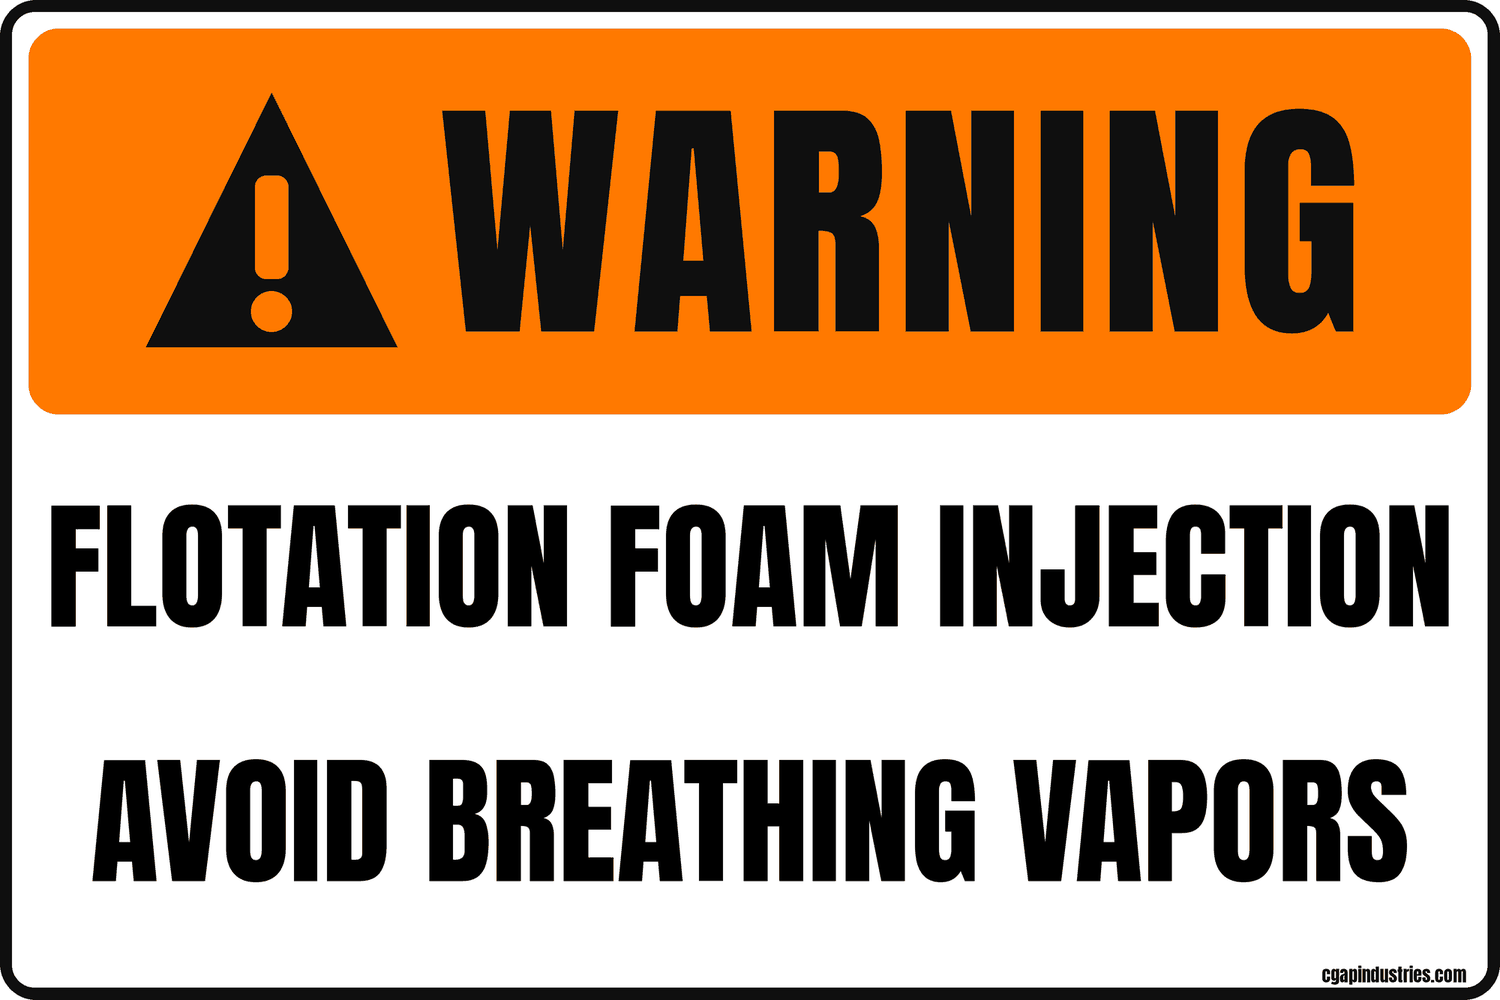 WARNING
FLOTATION FOAM INJECTION
AVOID BREATHING VAPORS
cgapindustries.com